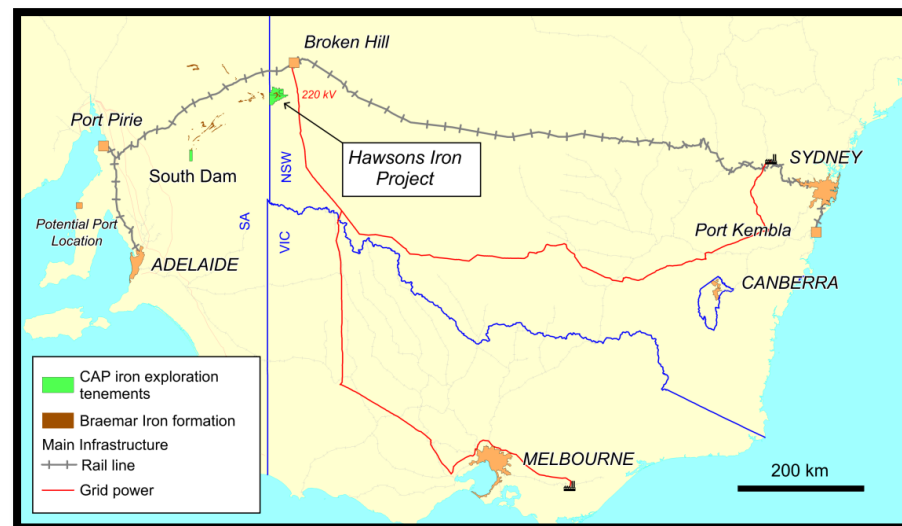 Broken Hill
220 kV
Port Pirie
Hawsons Iron
Project
SYDNEY
South Dam
NSW
SA
VIC
Potential Port
Location
Port Kembla
ADELAIDE
CANBERRA
CAP iron exploration
tenements
Braemar Iron formation
Main Infrastructure
Rail line
Grid power
MELBOURNE
200 km